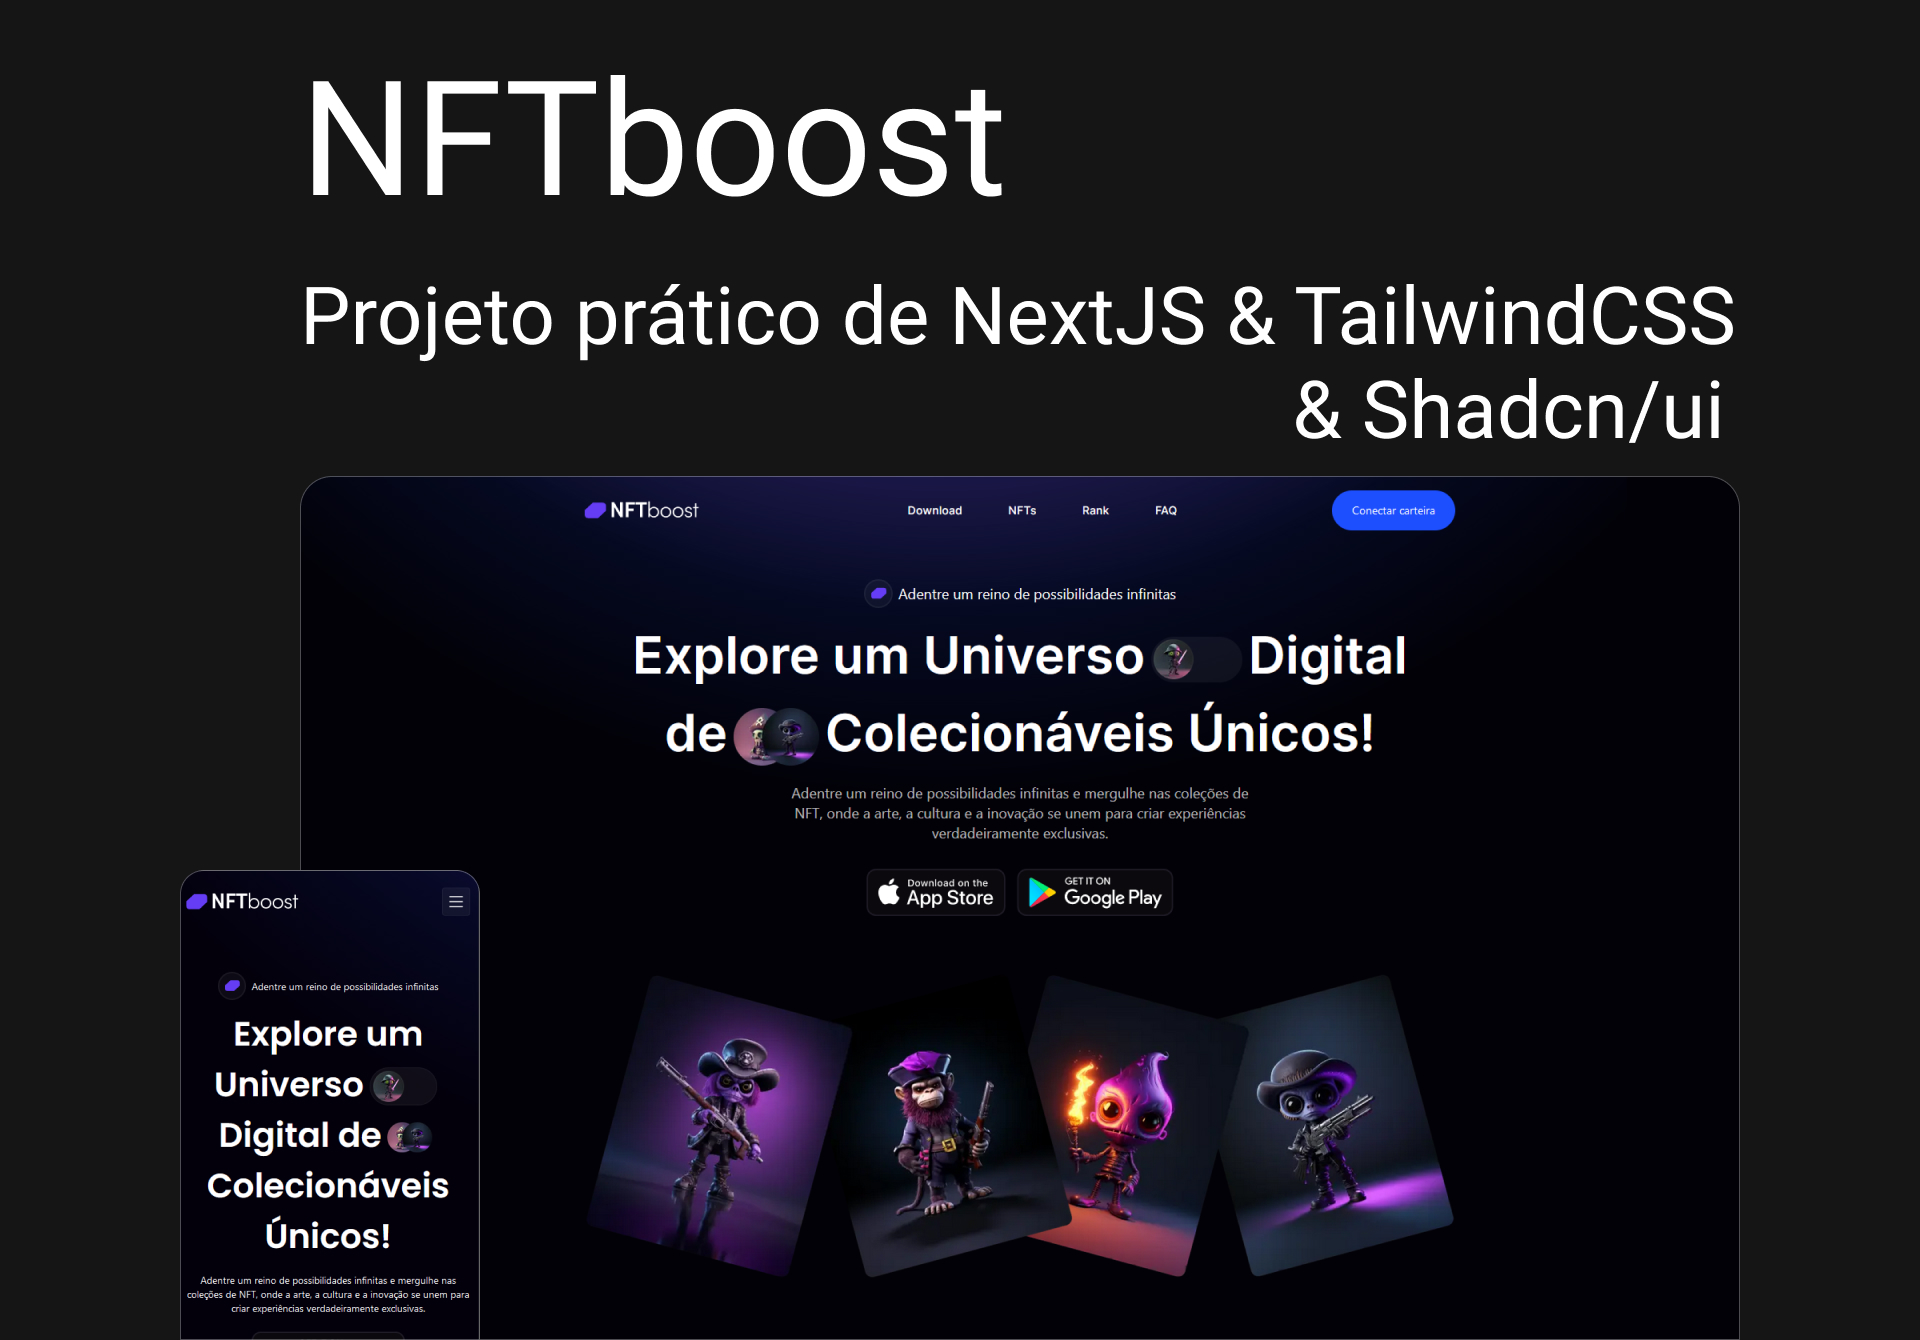 NFTboost
Projeto prático de NextJS & TailwindCSS
& Shadcn/ui
NFTboost
Download NFTs Rank FAQ
Conectar carteira
Adentre um reino de possibilidades infinitas
Explore um Universo Digital
de Colecionáveis Únicos!
Adentre um reino de possibilidades infinitas e mergulhe nas coleções de
NFT, onde a arte, a cultura e a inovação se unem para criar experiências
verdadeiramente exclusivas.
Download on the
App Store
GET IT ON
Google Play
NFTboost
Adentre um reino de possibilidades infinitas
Explore um
Universo
Digital de
Colecionáveis
Únicos!
Adentre um reino de possibilidades infinitas e mergulhe nas
coleções de NFT, onde a arte, a cultura e a inovação se unem para
criar experiências verdadeiramente exclusivas.